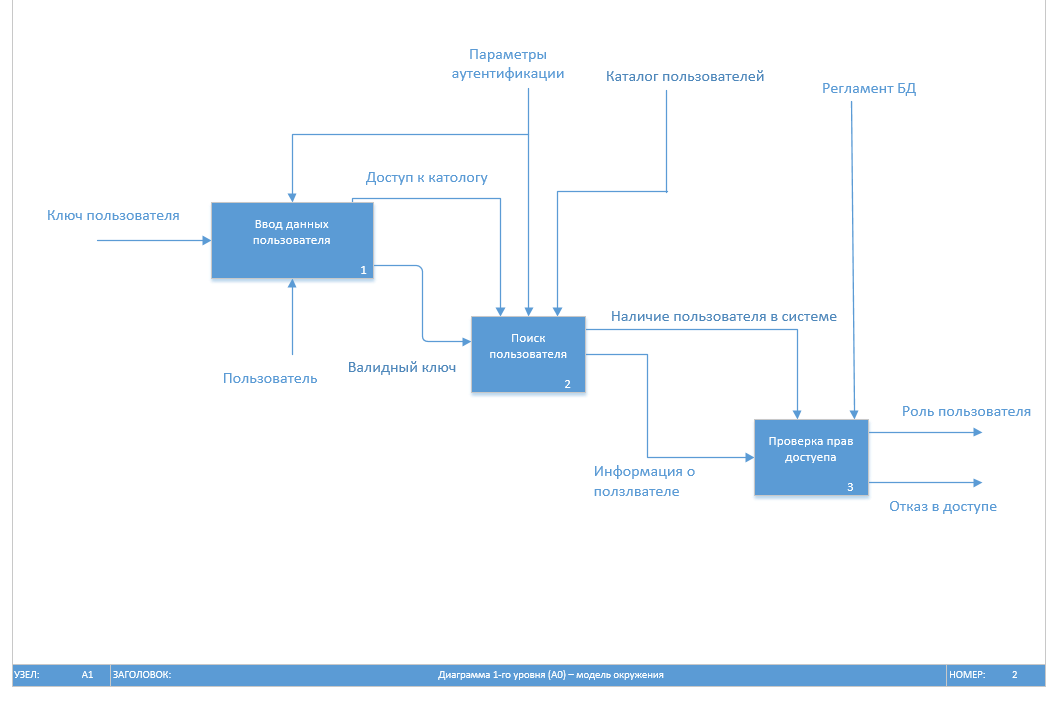 Параметры
аутентификации
Каталог пользователей
Регламент БД
Доступ к катологу
Ключ пользователя
Ввод данных
пользователя
1
Наличие пользователя в системе
Поиск
пользователя
2
Валидный ключ
Пользователь
Роль пользователя
Проверка прав
достуепа
3
Информация о
ползлвателе
Отказ в доступе
УЗЕЛ: А1 ЗАГОЛОВОК: Диаграмма 1-го уровня (А0) – модель окружения НОМЕР: 2